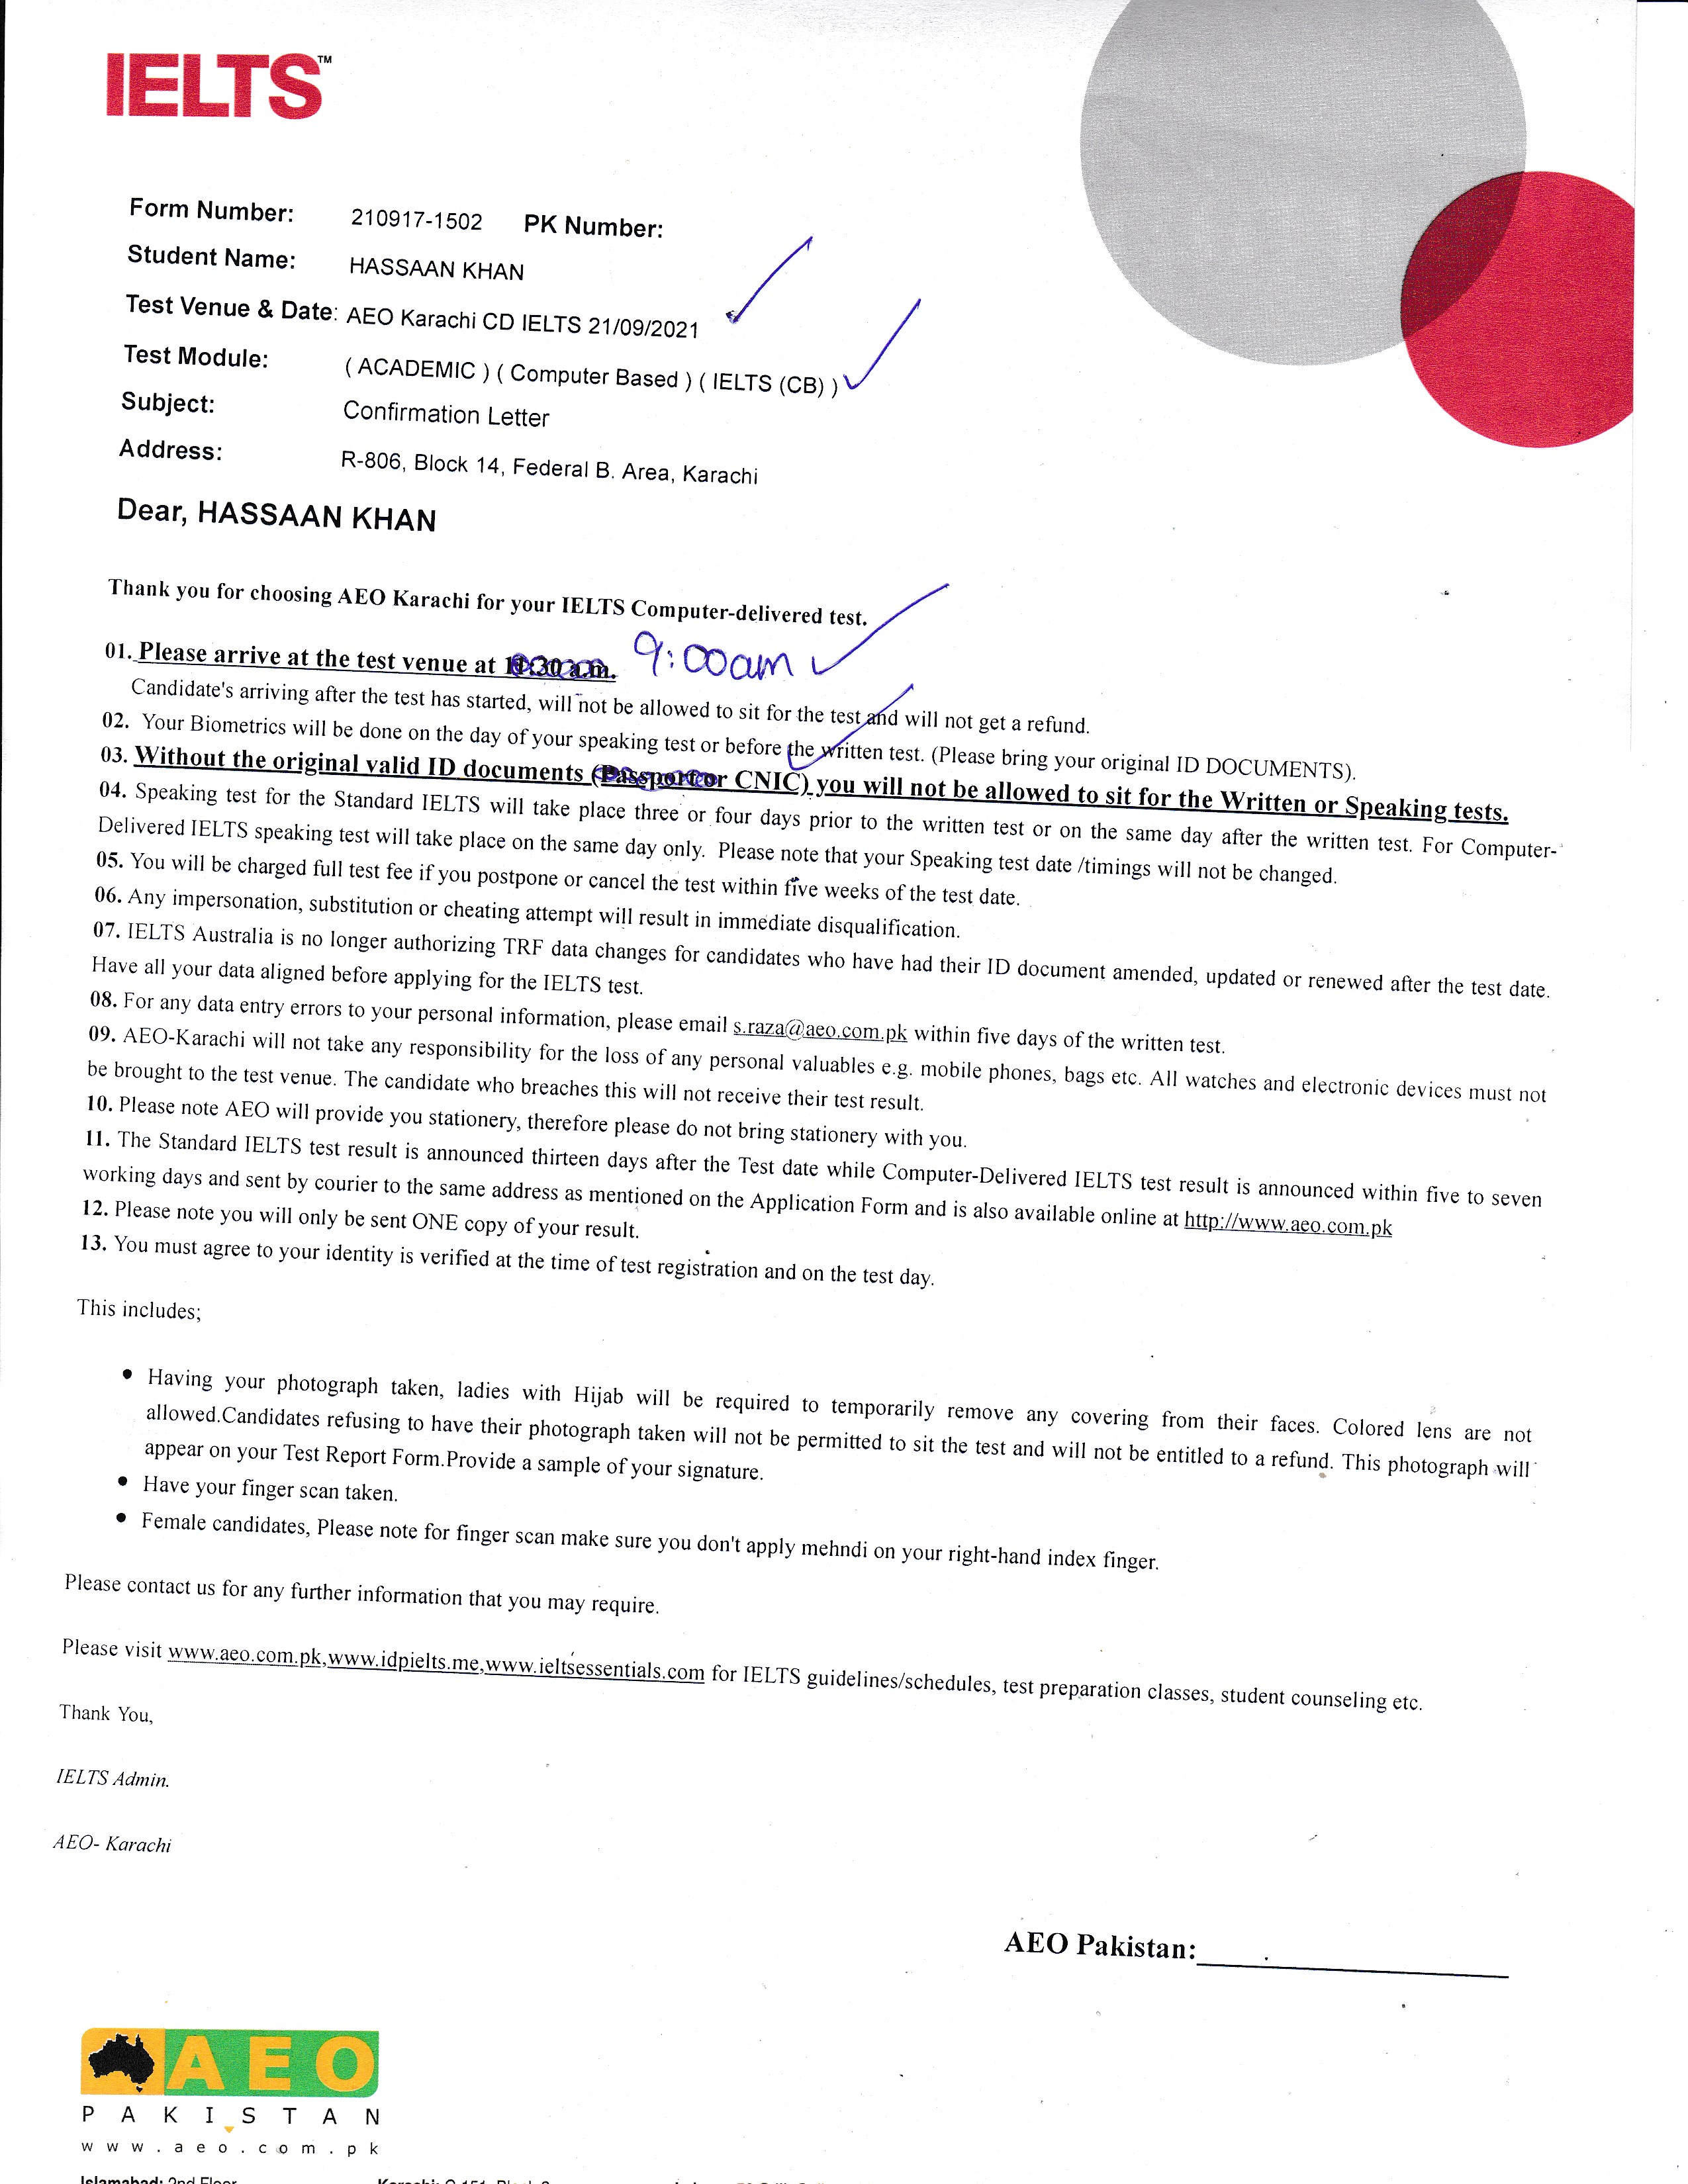 IELTS™
Form Number: 210917-1502 PK Number:
Student Name: HASSAAN KHAN
Test Venue & Date: AEO Karachi CD IELTS 21/09/2021
Test Module: ( ACADEMIC ) ( Computer Based ) ( IELTS (CB) )
Subject: Confirmation Letter
Address: R-806, Block 14, Federal B. Area, Karachi
Dear, HASSAAN KHAN
Thank you for choosing AEO Karachi for your IELTS Computer-delivered test.
01. Please arrive at the test venue at 11:30 a.m. 9:00am
Candidate's arriving after the test has started, will not be allowed to sit for the test and will not get a refund.
02. Your Biometrics will be done on the day of your speaking test or before the written test. (Please bring your original ID DOCUMENTS).
03. Without the original valid ID documents (Passport or CNIC) you will not be allowed to sit for the Written or Speaking tests.
04. Speaking test for the Standard IELTS will take place three or four days prior to the written test or on the same day after the written test. For Computer-
Delivered IELTS speaking test will take place on the same day only. Please note that your Speaking test date /timings will not be changed.
05. You will be charged full test fee if you postpone or cancel the test within five weeks of the test date.
06. Any impersonation, substitution or cheating attempt will result in immediate disqualification.
07. IELTS Australia is no longer authorizing TRF data changes for candidates who have had their ID document amended, updated or renewed after the test date.
Have all your data aligned before applying for the IELTS test.
08. For any data entry errors to your personal information, please email s.raza@aeo.com.pk within five days of the written test.
09. AEO-Karachi will not take any responsibility for the loss of any personal valuables e.g. mobile phones, bags etc. All watches and electronic devices must not
be brought to the test venue. The candidate who breaches this will not receive their test result.
10. Please note AEO will provide you stationery, therefore please do not bring stationery with you.
11. The Standard IELTS test result is announced thirteen days after the Test date while Computer-Delivered IELTS test result is announced within five to seven
working days and sent by courier to the same address as mentioned on the Application Form and is also available online at http://www.aeo.com.pk
12. Please note you will only be sent ONE copy of your result.
13. You must agree to your identity is verified at the time of test registration and on the test day.
This includes;
• Having your photograph taken, ladies with Hijab will be required to temporarily remove any covering from their faces. Colored lens are not
allowed.Candidates refusing to have their photograph taken will not be permitted to sit the test and will not be entitled to a refund. This photograph will
appear on your Test Report Form.Provide a sample of your signature.
• Have your finger scan taken.
• Female candidates, Please note for finger scan make sure you don't apply mehndi on your right-hand index finger.
Please contact us for any further information that you may require.
Please visit www.aeo.com.pk,www.idpielts.me,www.ieltsessentials.com for IELTS guidelines/schedules, test preparation classes, student counseling etc.
Thank You,
IELTS Admin.
AEO- Karachi
AEO Pakistan:
AEO
PAKISTAN
www.aeo.com.pk
Islamabad: 2nd Floor